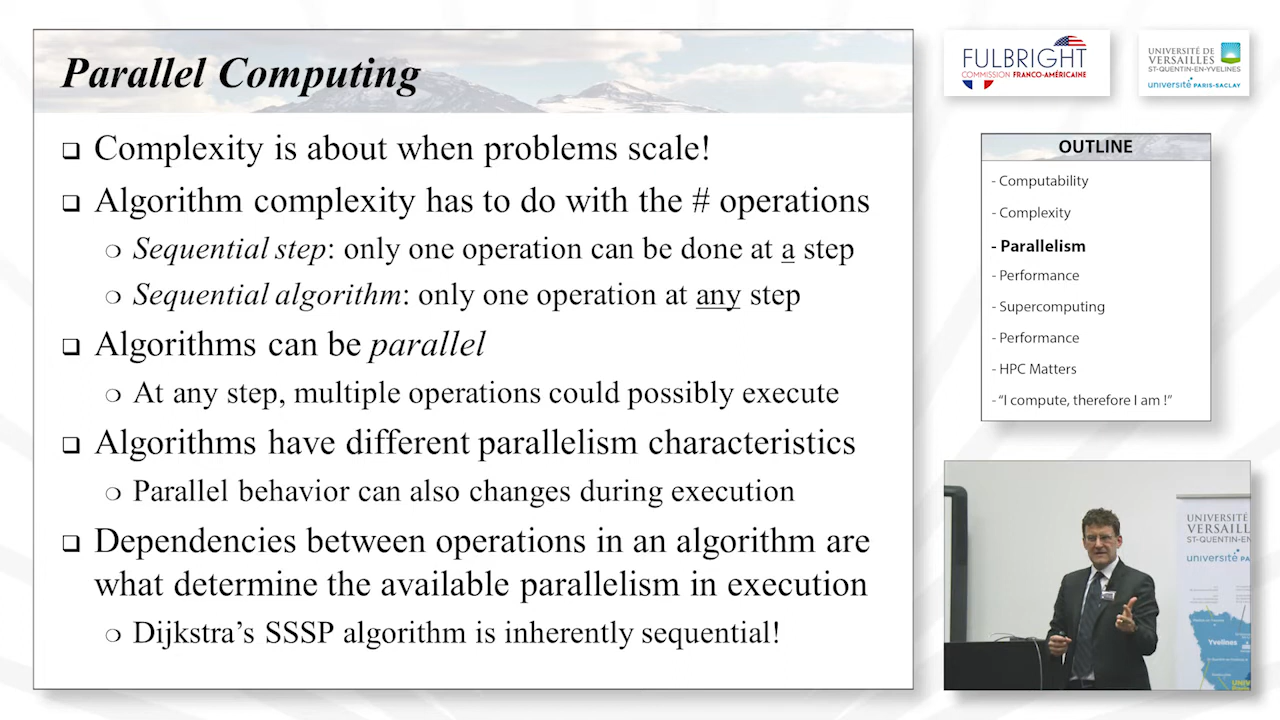 Parallel Computing
❑ Complexity is about when problems scale!
❑ Algorithm complexity has to do with the # operations
❍ Sequential step: only one operation can be done at a step
❍ Sequential algorithm: only one operation at any step
❑ Algorithms can be parallel
❍ At any step, multiple operations could possibly execute
❑ Algorithms have different parallelism characteristics
❍ Parallel behavior can also changes during execution
❑ Dependencies between operations in an algorithm are
what determine the available parallelism in execution
❍ Dijkstra’s SSSP algorithm is inherently sequential!
FULBRIGHT
COMMISSION FRANCO-AMÉRICAINE
UNIVERSITÉ DE
VERSAILLES
ST-QUENTIN-EN-YVELINES
université PARIS-SACLAY
OUTLINE
- Computability
- Complexity
- Parallelism
- Performance
- Supercomputing
- Performance
- HPC Matters
- “I compute, therefore I am !”
UNIVERSITÉ
VERSAILL
ST-QUENTIN-EN
université PA
Yvelines